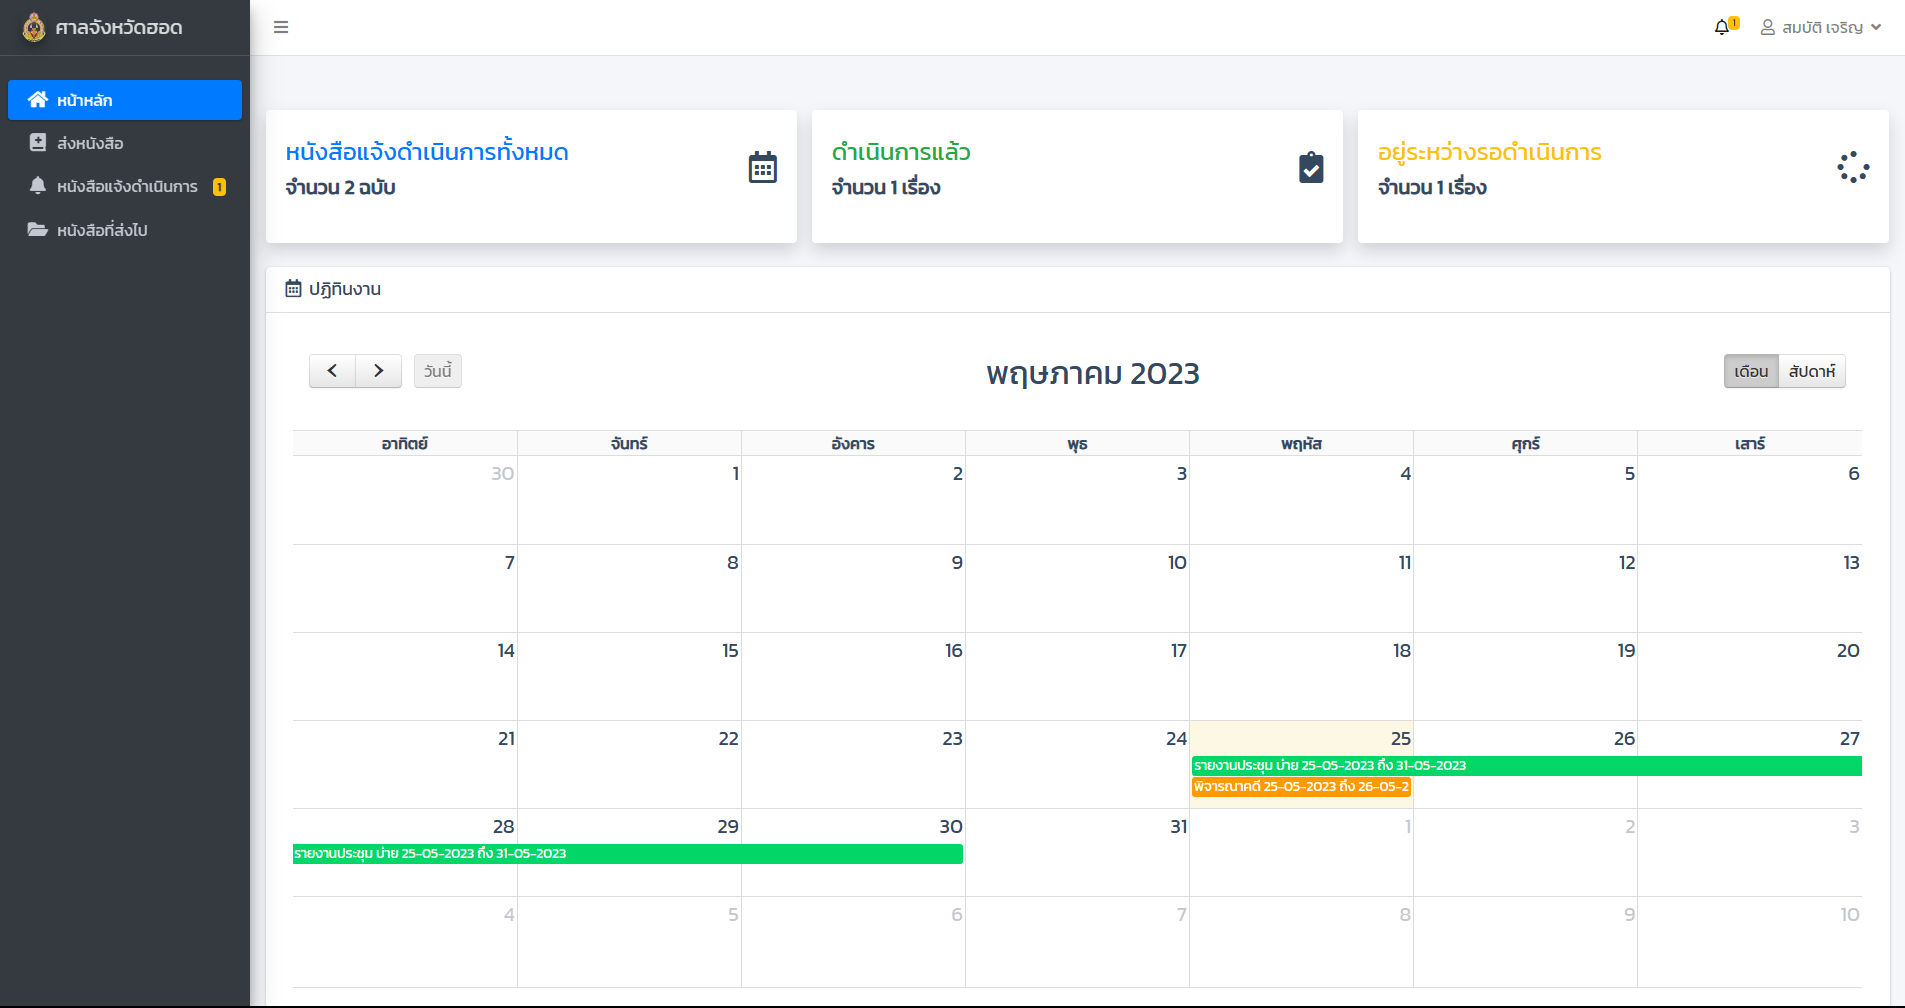 ศาลจังหวัดฮอด
1
สมบัติ เจริญ
หน้าหลัก
ส่งหนังสือ
หนังสือแจ้งดำเนินการ 1
หนังสือที่ส่งไป
หนังสือแจ้งดำเนินการทั้งหมด
จำนวน 2 ฉบับ
ดำเนินการแล้ว
จำนวน 1 เรื่อง
อยู่ระหว่างรอดำเนินการ
จำนวน 1 เรื่อง
ปฏิทินงาน
วันนี้
พฤษภาคม 2023
เดือน สัปดาห์
อาทิตย์ จันทร์ อังคาร พุธ พฤหัส ศุกร์ เสาร์
30 1 2 3 4 5 6
7 8 9 10 11 12 13
14 15 16 17 18 19 20
21 22 23 24 25 26 27
รายงานประชุม บ่าย 25-05-2023 ถึง 31-05-2023
พิจารณาคดี 25-05-2023 ถึง 26-05-2
28 29 30 31 1 2 3
รายงานประชุม บ่าย 25-05-2023 ถึง 31-05-2023
4 5 6 7 8 9 10